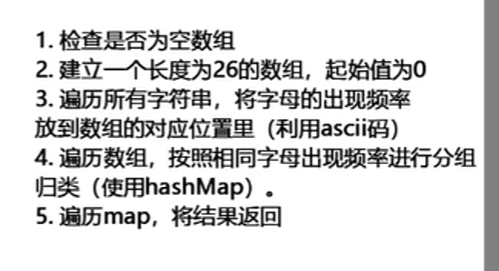 1. 检查是否为空数组
2. 建立一个长度为26的数组，起始值为0
3. 遍历所有字符串，将字母的出现频率
放到数组的对应位置里（利用ascii码）
4. 遍历数组，按照相同字母出现频率进行分组
归类（使用hashMap）。
5. 遍历map，将结果返回